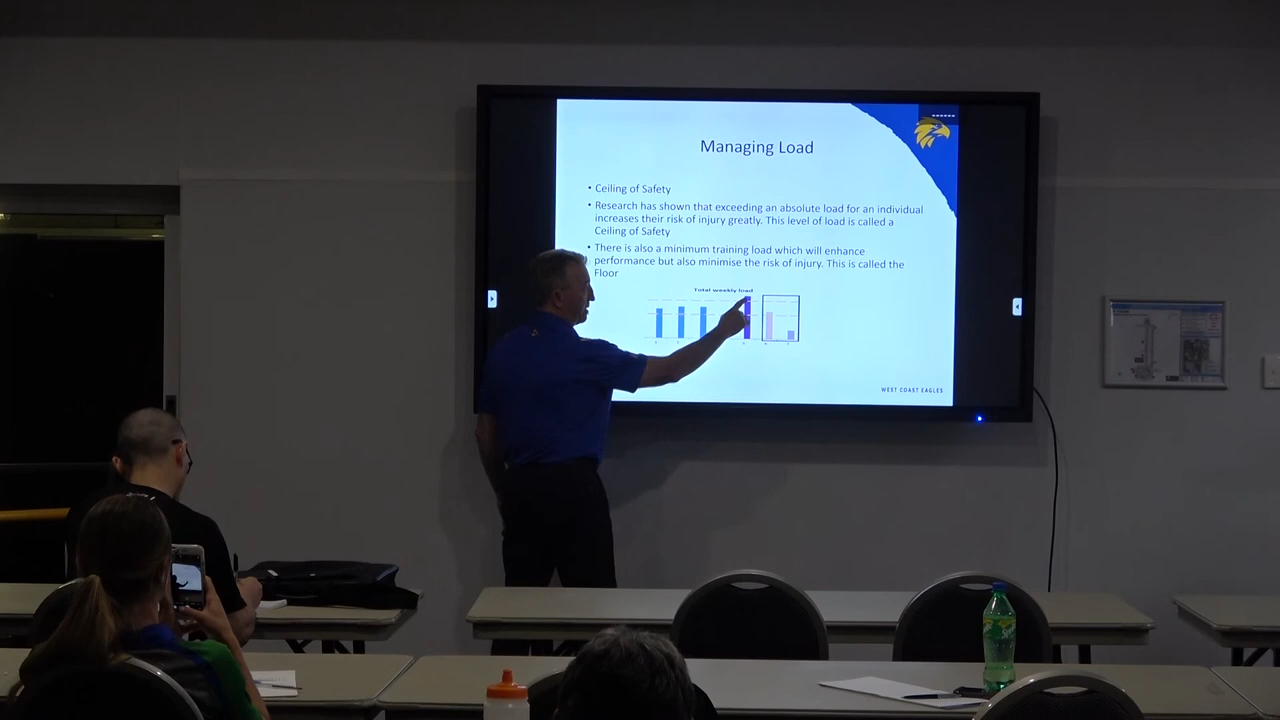 Managing Load
• Ceiling of Safety
• Research has shown that exceeding an absolute load for an individual
increases their risk of injury greatly. This level of load is called a
Ceiling of Safety
• There is also a minimum training load which will enhance
performance but also minimise the risk of injury. This is called the
Floor
Total weekly load
WEST COAST EAGLES
Sprite